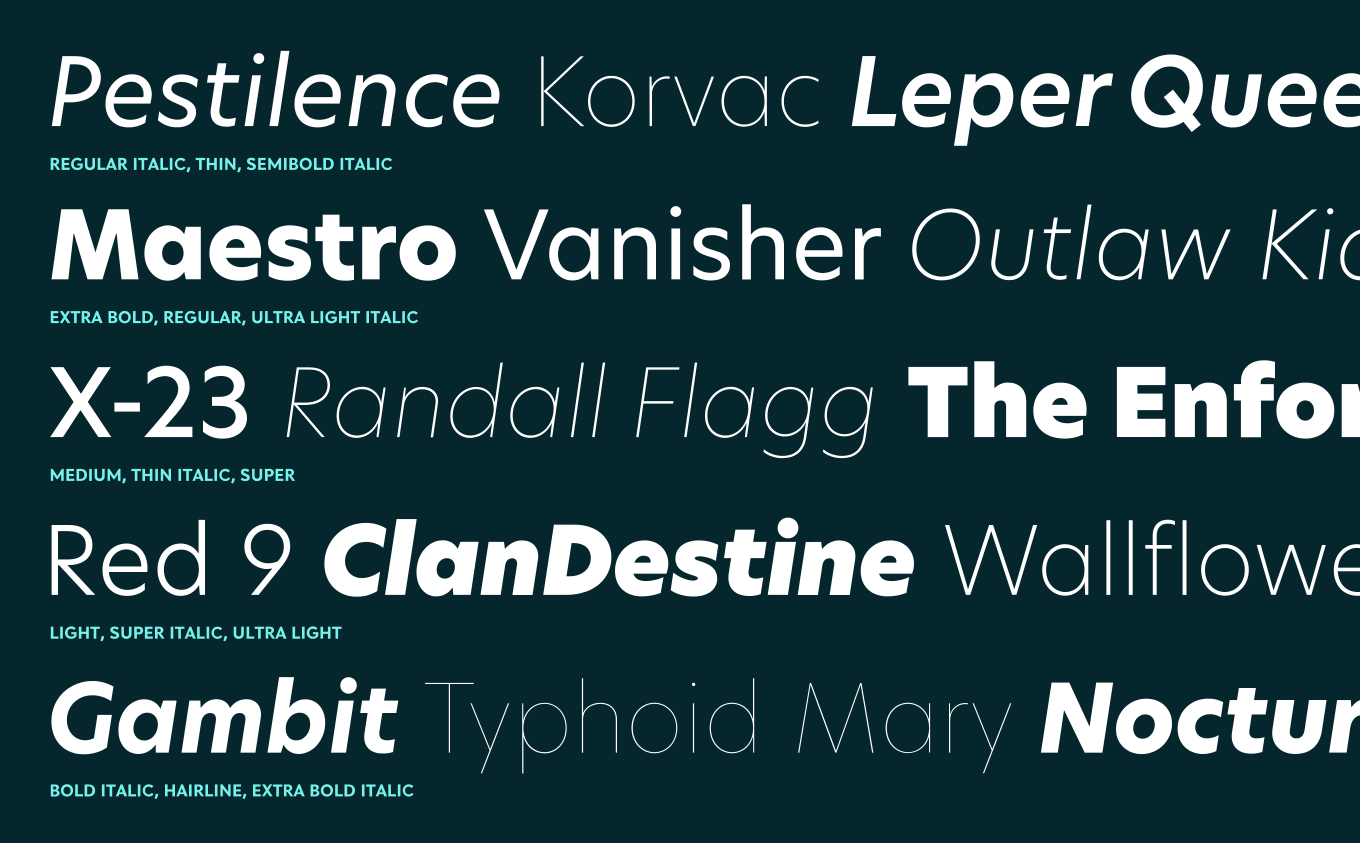 Pestilence Korvac Leper Quee
REGULAR ITALIC, THIN, SEMIBOLD ITALIC
Maestro Vanisher Outlaw Kid
EXTRA BOLD, REGULAR, ULTRA LIGHT ITALIC
X-23 Randall Flagg The Enfor
MEDIUM, THIN ITALIC, SUPER
Red 9 ClanDestine Wallflowe
LIGHT, SUPER ITALIC, ULTRA LIGHT
Gambit Typhoid Mary Noctur
BOLD ITALIC, HAIRLINE, EXTRA BOLD ITALIC